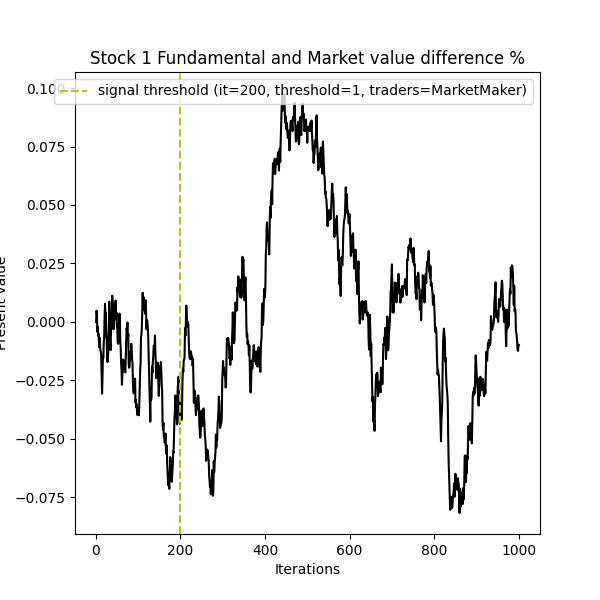 Stock 1 Fundamental and Market value difference %
signal threshold (it=200, threshold=1, traders=MarketMaker)
0.100
0.075
0.050
0.025
0.000
−0.025
−0.050
−0.075
Present value
0 200 400 600 800 1000
Iterations